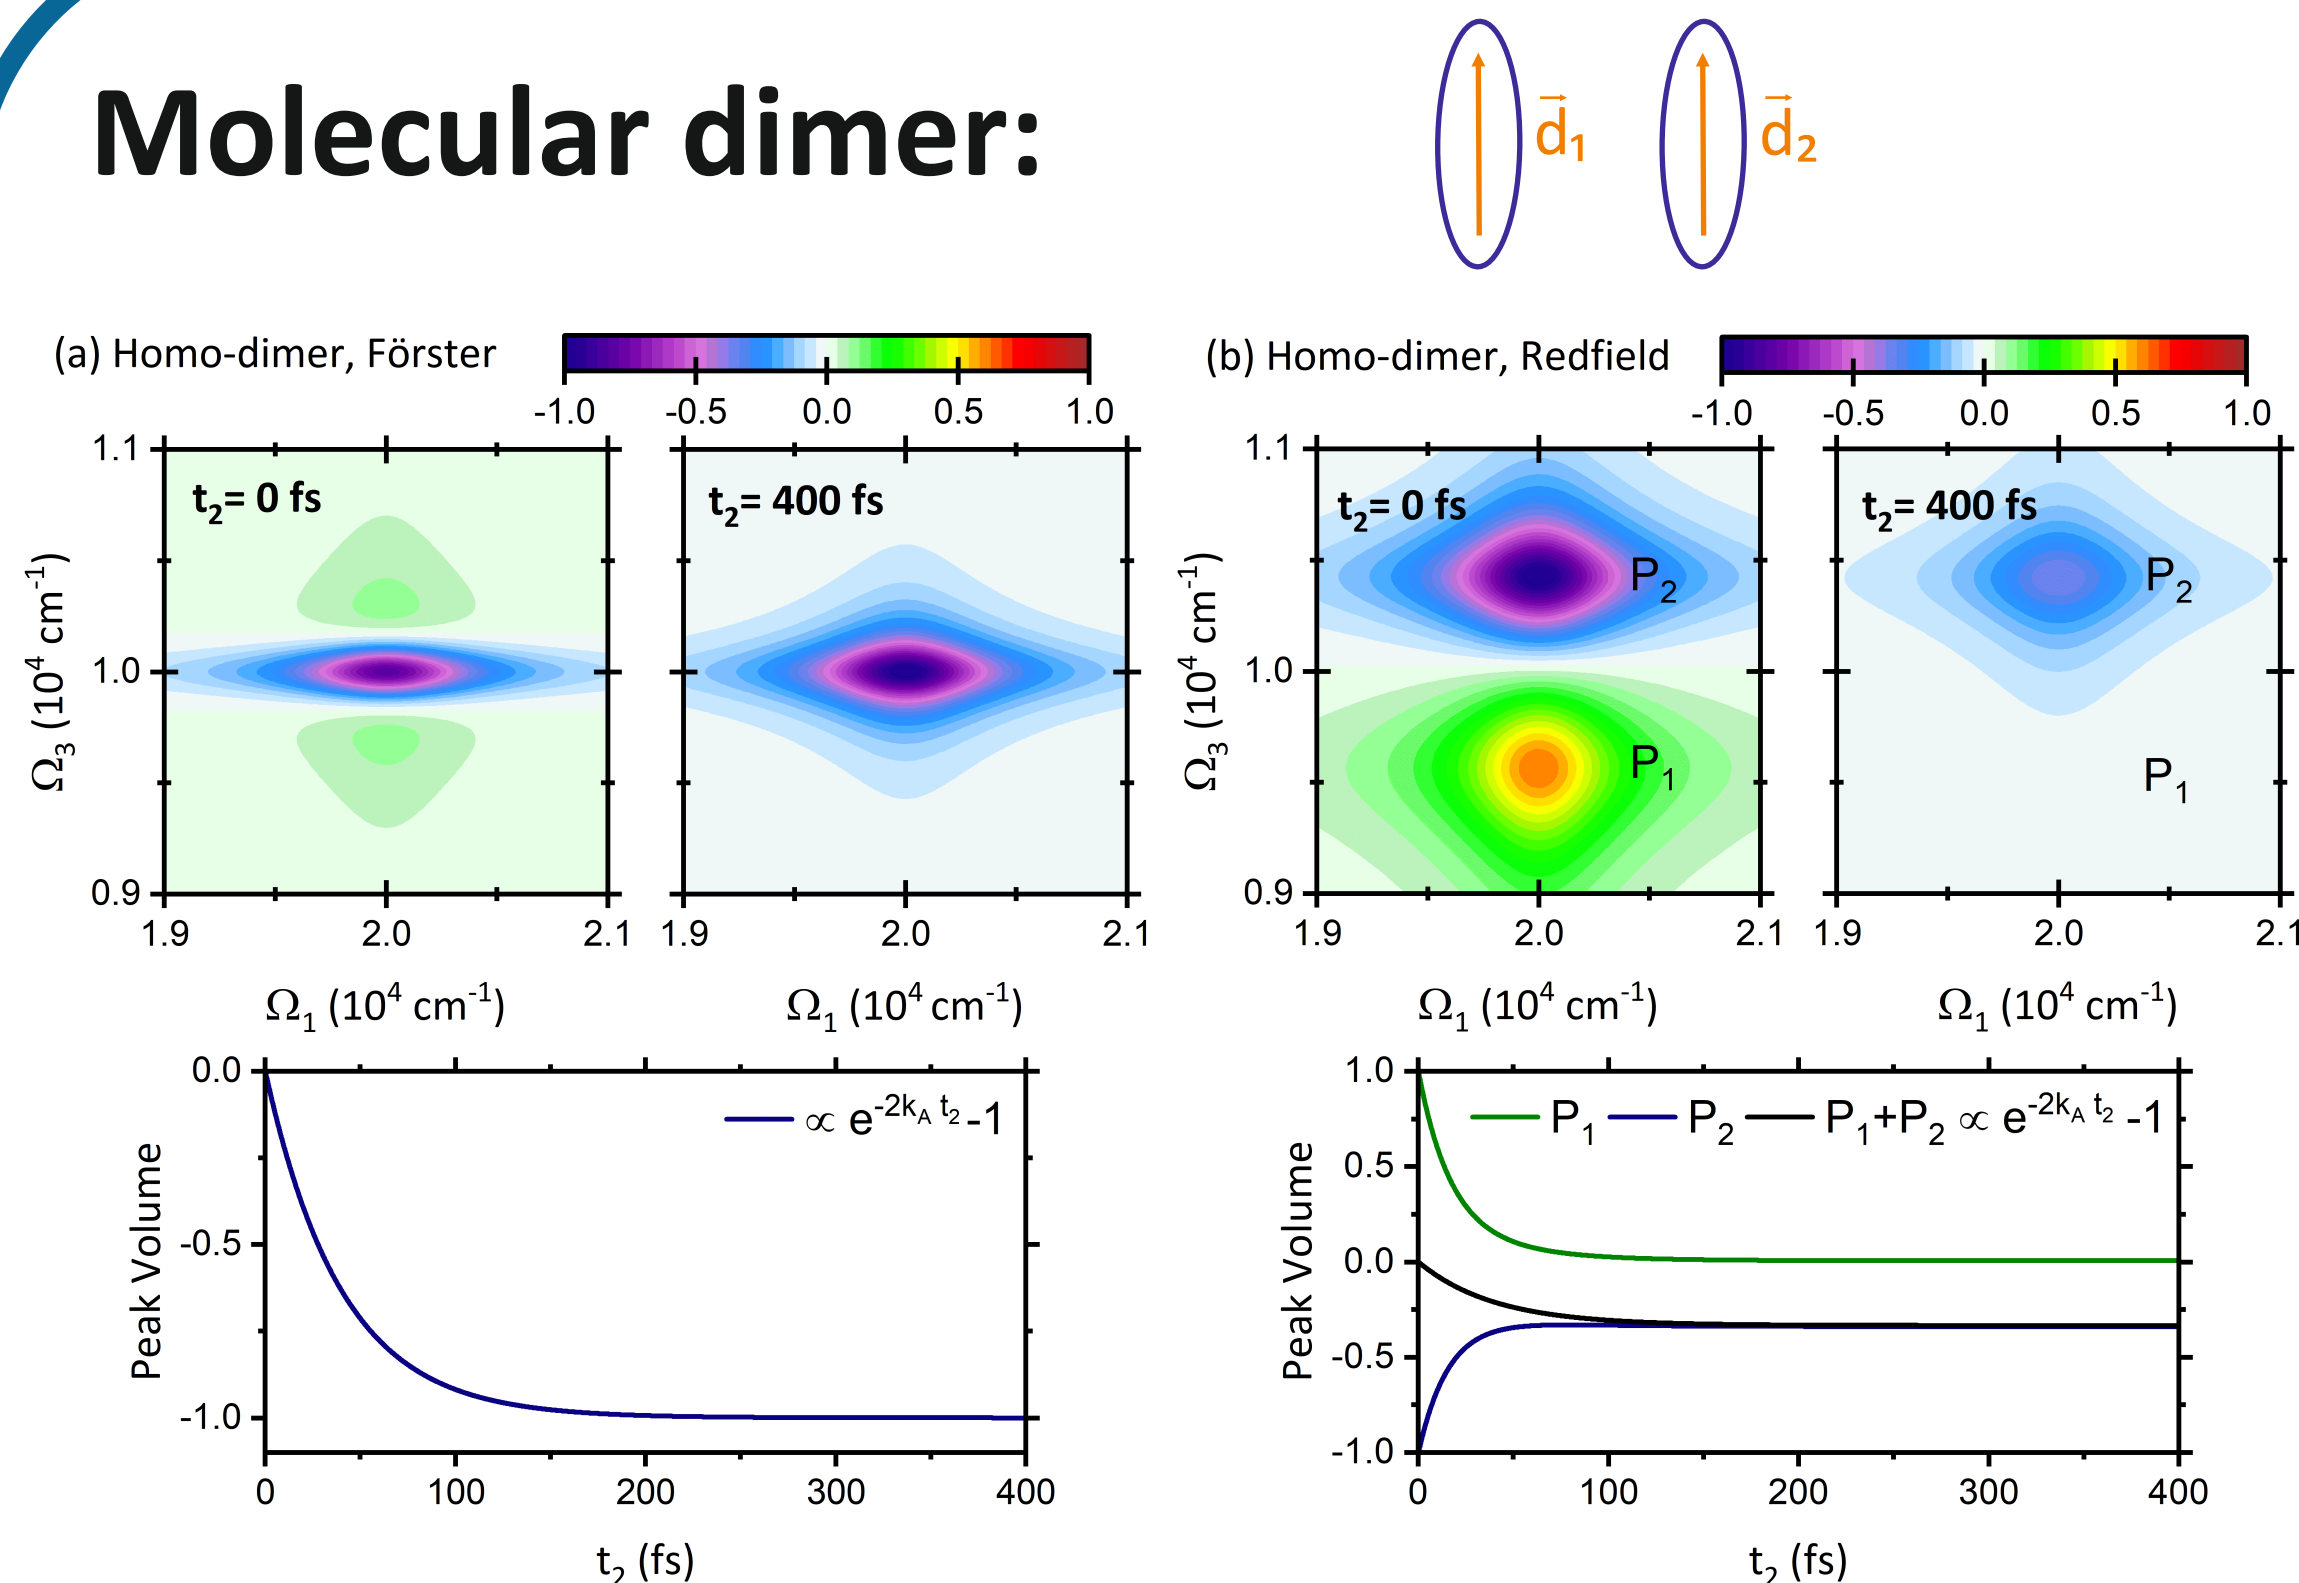 Molecular dimer:
d₁ d₂
(a) Homo-dimer, Förster
-1.0 -0.5 0.0 0.5 1.0
(b) Homo-dimer, Redfield
-1.0 -0.5 0.0 0.5 1.0
1.1
1.0
0.9
Ω₃ (10⁴ cm⁻¹)
t₂= 0 fs
t₂= 400 fs
1.9 2.0 2.1
1.9 2.0 2.1
Ω₁ (10⁴ cm⁻¹)
Ω₁ (10⁴ cm⁻¹)
1.1
1.0
0.9
Ω₃ (10⁴ cm⁻¹)
t₂= 0 fs
P₂
P₁
t₂= 400 fs
P₂
P₁
1.9 2.0 2.1
1.9 2.0 2.1
Ω₁ (10⁴ cm⁻¹)
Ω₁ (10⁴ cm⁻¹)
0.0
-0.5
-1.0
Peak Volume
∝ e^-2k_A t₂ -1
0 100 200 300 400
t₂ (fs)
1.0
0.5
0.0
-0.5
-1.0
Peak Volume
P₁ P₂ P₁+P₂ ∝ e^-2k_A t₂ -1
0 100 200 300 400
t₂ (fs)